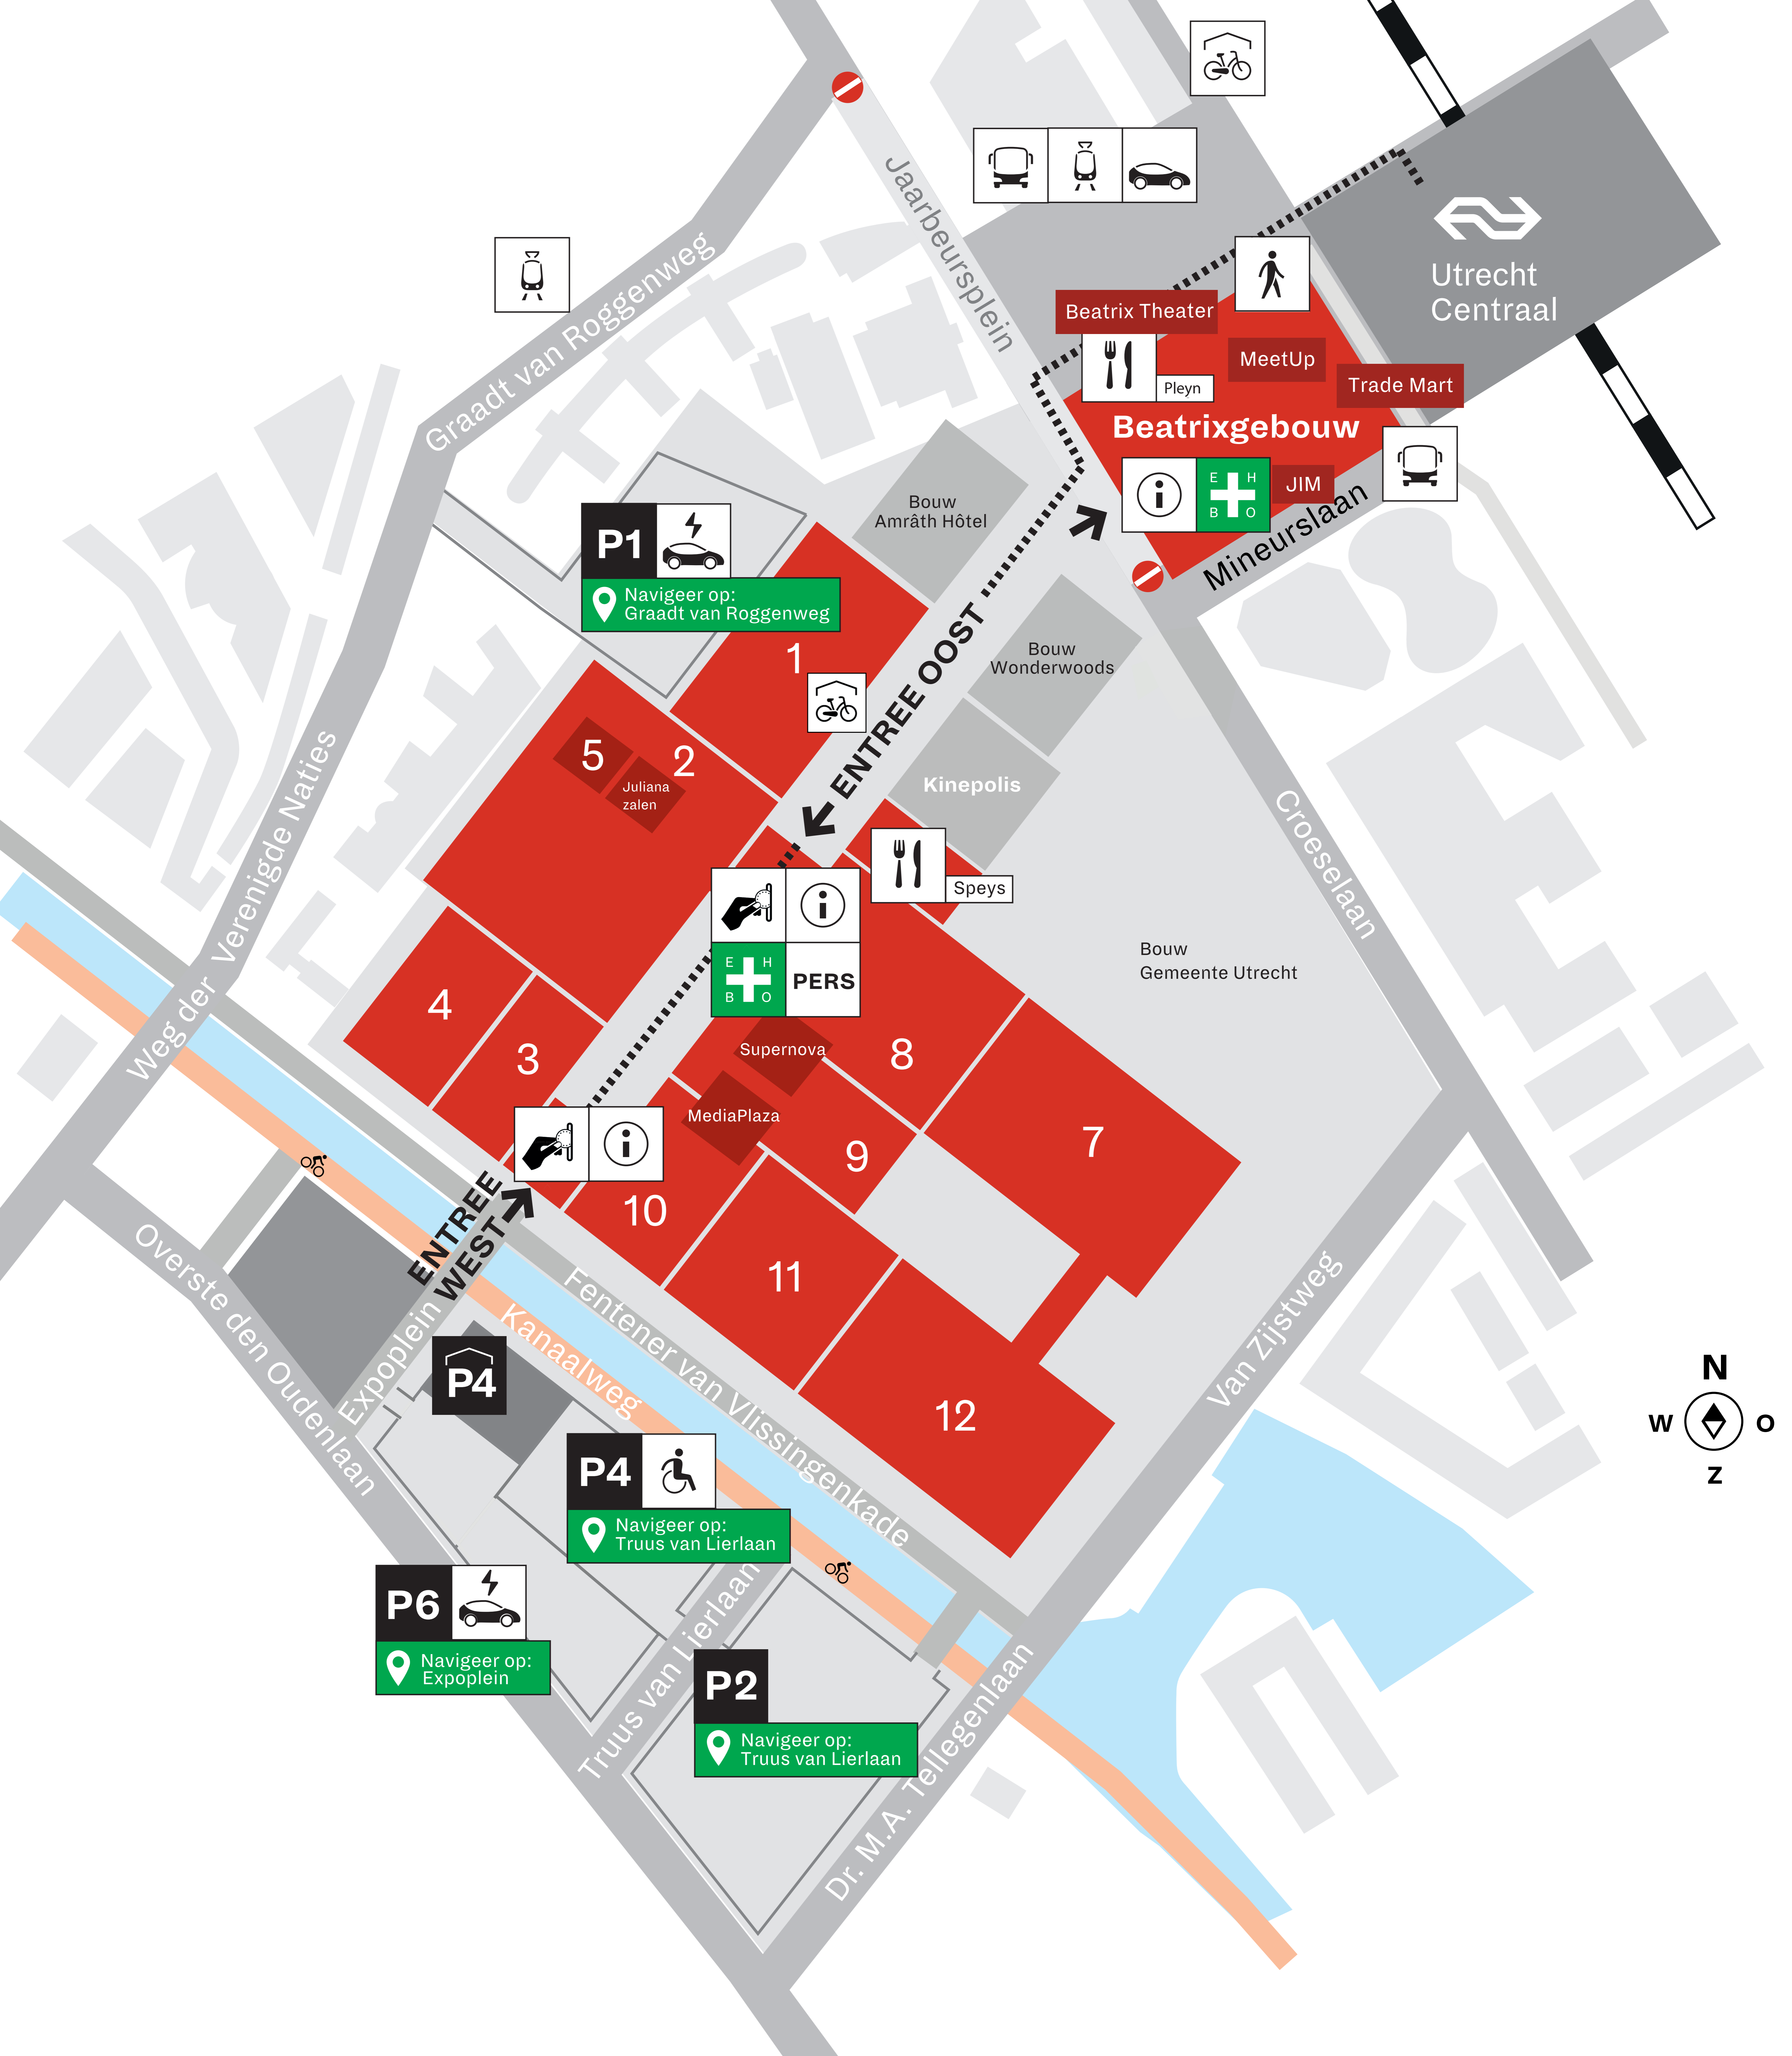 Jaarbeursplein
Graadt van Roggenweg
Utrecht
Centraal
Beatrix Theater
MeetUp
Trade Mart
Pleyn
Beatrixgebouw
E H
B O
JIM
Mineurslaan
Bouw
Amrâth Hôtel
P1
Navigeer op:
Graadt van Roggenweg
ENTREE OOST
1
Bouw
Wonderwoods
5
2
Juliana
zalen
Kinepolis
Croeselaan
Speys
Weg der Verenigde Naties
E H
B O
PERS
Bouw
Gemeente Utrecht
4
3
Supernova
8
MediaPlaza
9
7
10
11
12
ENTREE
WEST
Overste den Oudenlaan
Expoplein
Kanaalweg
Fentener van Vlissingenkade
Van Zijstweg
N
W O
Z
P4
P4
Navigeer op:
Truus van Lierlaan
P6
Navigeer op:
Expoplein
Truus van Lierlaan
P2
Navigeer op:
Truus van Lierlaan
Dr. M.A. Tellegenlaan